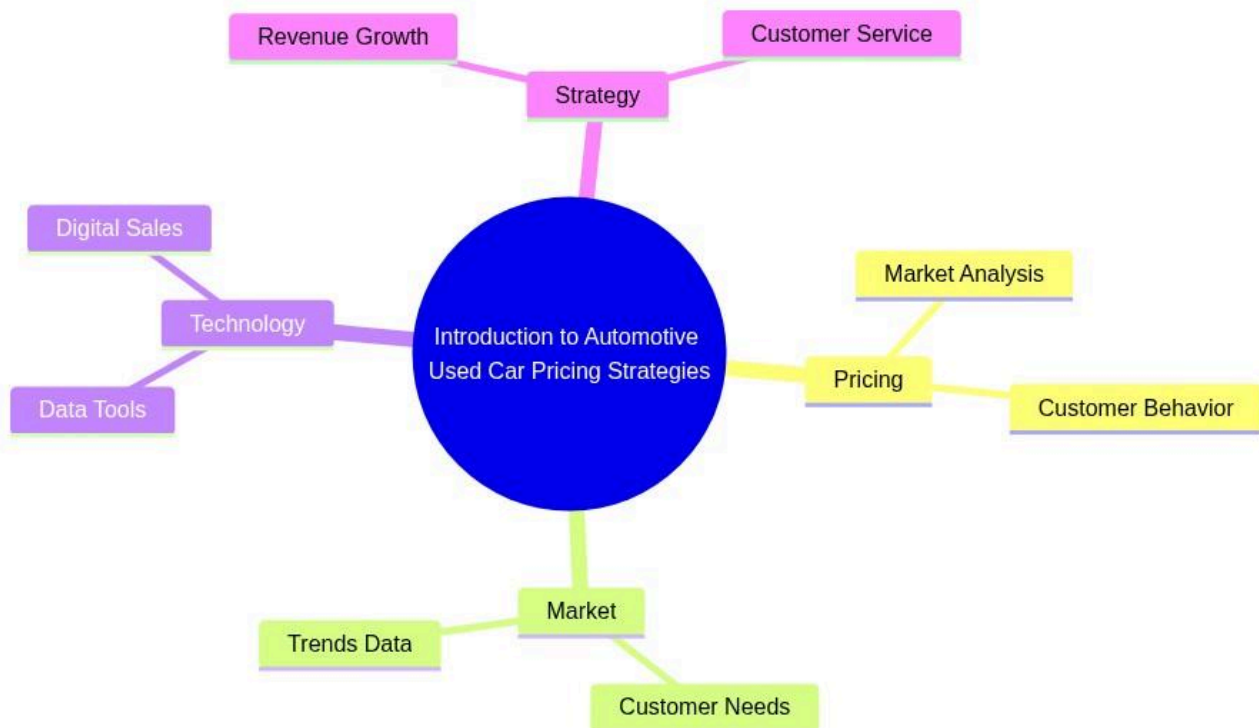 Revenue Growth
Customer Service
Strategy
Digital Sales
Technology
Data Tools
Introduction to Automotive
Used Car Pricing Strategies
Market Analysis
Pricing
Customer Behavior
Market
Trends Data
Customer Needs